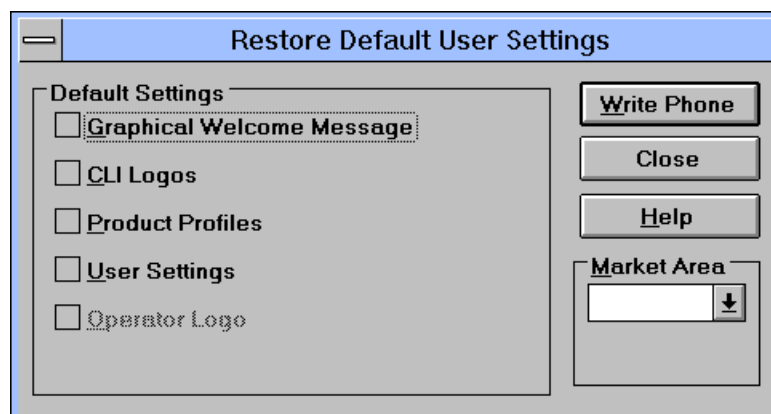 Restore Default User Settings
Default Settings
Graphical Welcome Message
CLI Logos
Product Profiles
User Settings
Operator Logo
Write Phone
Close
Help
Market Area